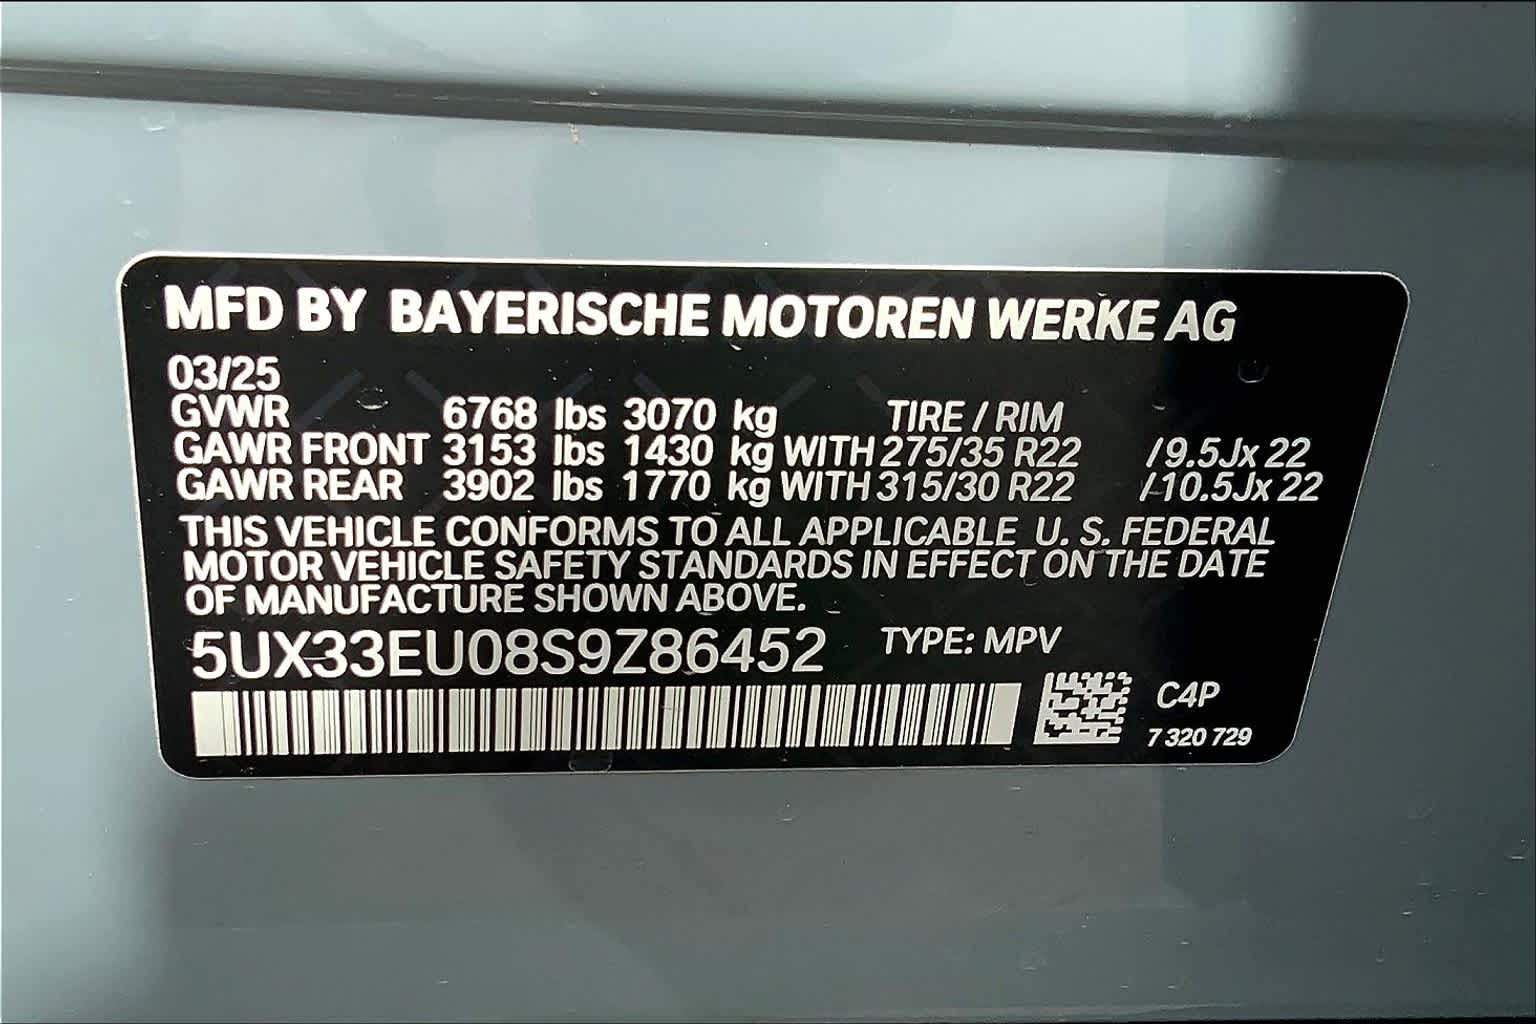 MFD BY BAYERISCHE MOTOREN WERKE AG
03/25
GVWR 6768 lbs 3070 kg TIRE / RIM
GAWR FRONT 3153 lbs 1430 kg WITH 275/35 R22 /9.5Jx 22
GAWR REAR 3902 lbs 1770 kg WITH 315/30 R22 /10.5Jx 22
THIS VEHICLE CONFORMS TO ALL APPLICABLE U. S. FEDERAL
MOTOR VEHICLE SAFETY STANDARDS IN EFFECT ON THE DATE
OF MANUFACTURE SHOWN ABOVE.
5UX33EU08S9Z86452 TYPE: MPV
C4P
7 320 729